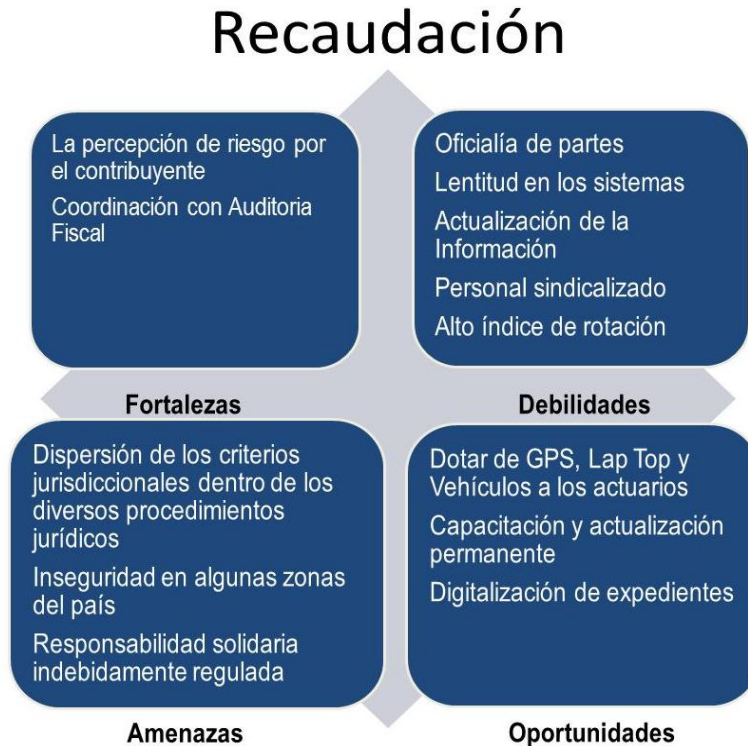 Recaudación
La percepción de riesgo por
el contribuyente
Coordinación con Auditoria
Fiscal
Oficialía de partes
Lentitud en los sistemas
Actualización de la
Información
Personal sindicalizado
Alto índice de rotación
Fortalezas
Debilidades
Dispersión de los criterios
jurisdiccionales dentro de los
diversos procedimientos
jurídicos
Inseguridad en algunas zonas
del país
Responsabilidad solidaria
indebidamente regulada
Dotar de GPS, Lap Top y
Vehículos a los actuarios
Capacitación y actualización
permanente
Digitalización de expedientes
Amenazas
Oportunidades